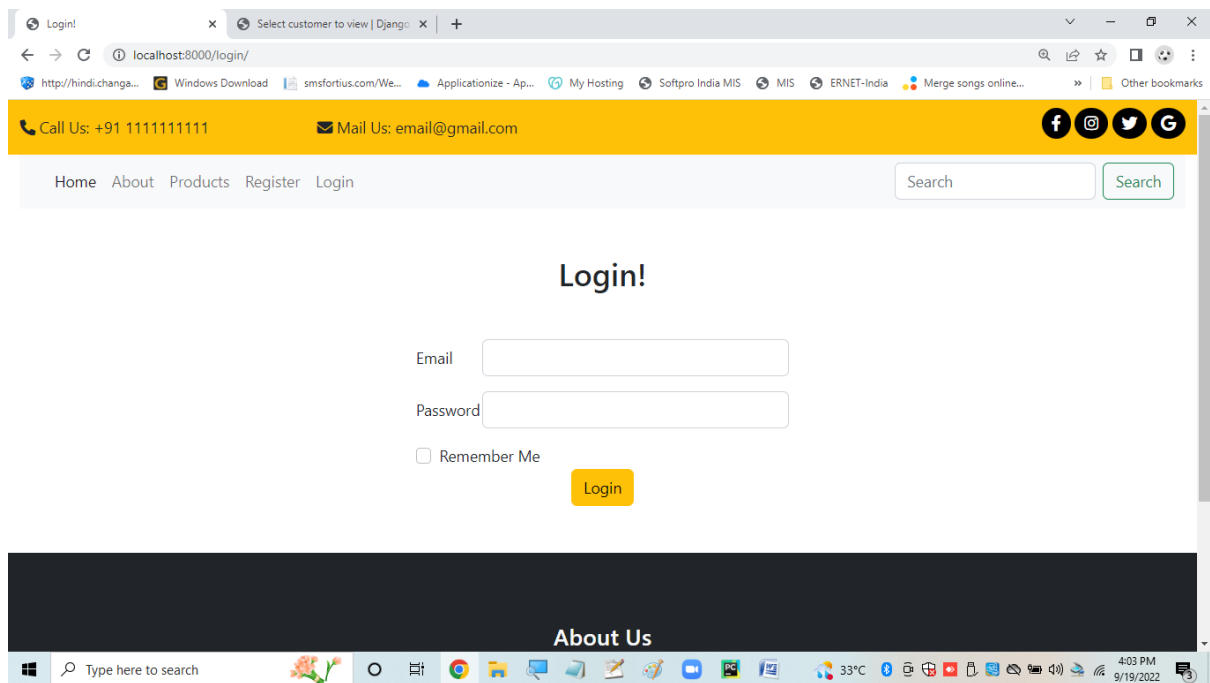 Login!
Select customer to view | Django
localhost:8000/login/
http://hindi.changa... Windows Download smsfortius.com/We... Applicationize - Ap... My Hosting Softpro India MIS MIS ERNET-India Merge songs online... » Other bookmarks
Call Us: +91 1111111111 Mail Us: email@gmail.com
Home About Products Register Login Search Search
Login!
Email
Password
Remember Me
Login
About Us
Type here to search 33°C 4:03 PM
9/19/2022